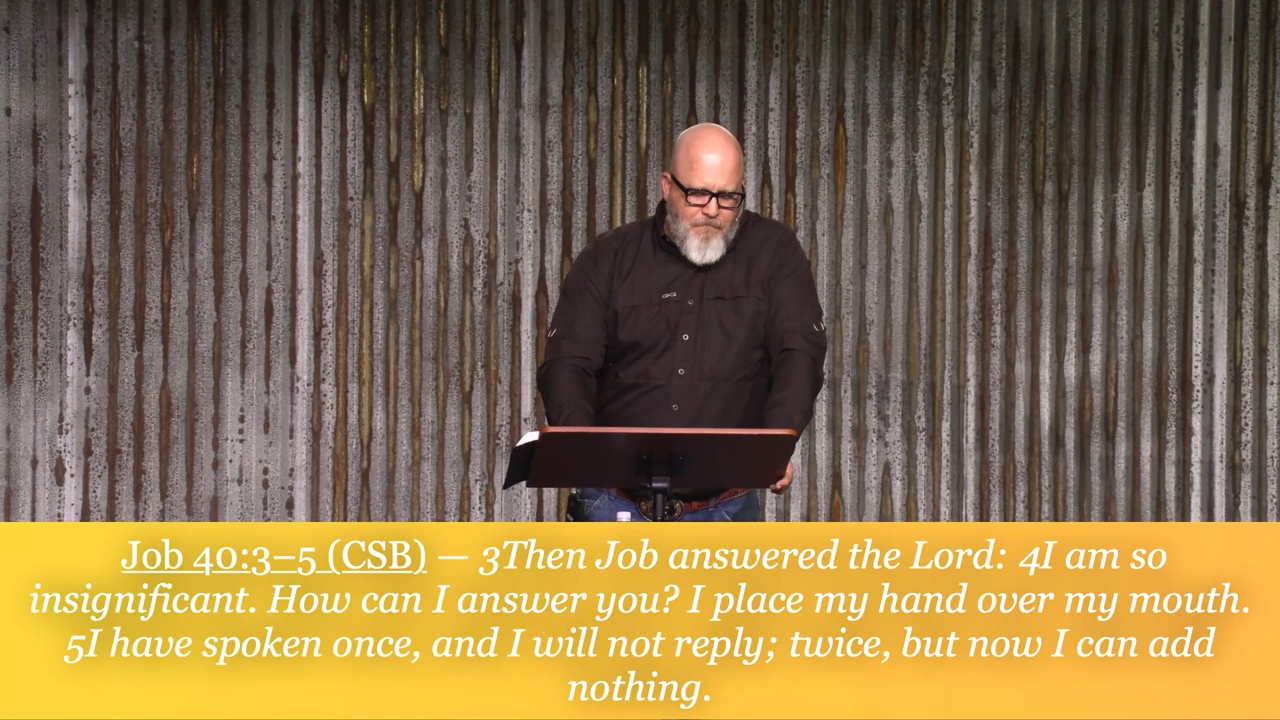 Job 40:3–5 (CSB) — 3Then Job answered the Lord: 4I am so
insignificant. How can I answer you? I place my hand over my mouth.
5I have spoken once, and I will not reply; twice, but now I can add
nothing.